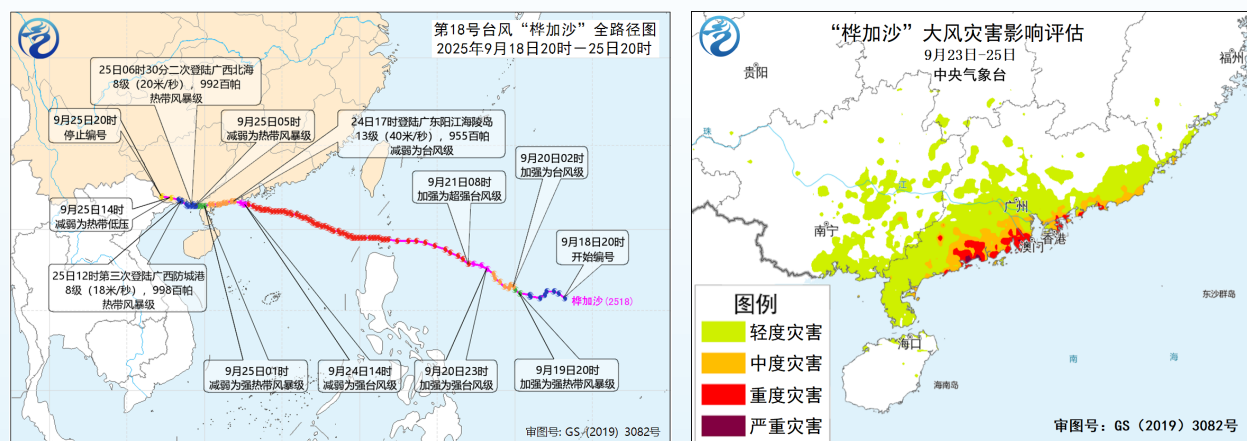 第18号台风“桦加沙”全路径图
2025年9月18日20时—25日20时
25日06时30分二次登陆广西北海
8级（20米/秒），992百帕
热带风暴级
9月25日20时
停止编号
9月25日05时
减弱为热带风暴级
24日17时登陆广东阳江海陵岛
13级（40米/秒），955百帕
减弱为台风级
9月20日02时
加强为台风级
9月21日08时
加强为超强台风级
9月18日20时
开始编号
9月25日14时
减弱为热带低压
25日12时第三次登陆广西防城港
8级（18米/秒），998百帕
热带风暴级
桦加沙(2518)
9月25日01时
减弱为强热带风暴级
9月24日14时
减弱为强台风级
9月20日23时
加强为强台风级
9月19日20时
加强为强热带风暴级
审图号: GS（2019）3082号
“桦加沙”大风灾害影响评估
9月23日-25日
中央气象台
贵阳
福州
珠
江
广州
南宁
澳门
香港
东沙群岛
海口
海南岛
南
海
图例
轻度灾害
中度灾害
重度灾害
严重灾害
审图号: GS（2019）3082号